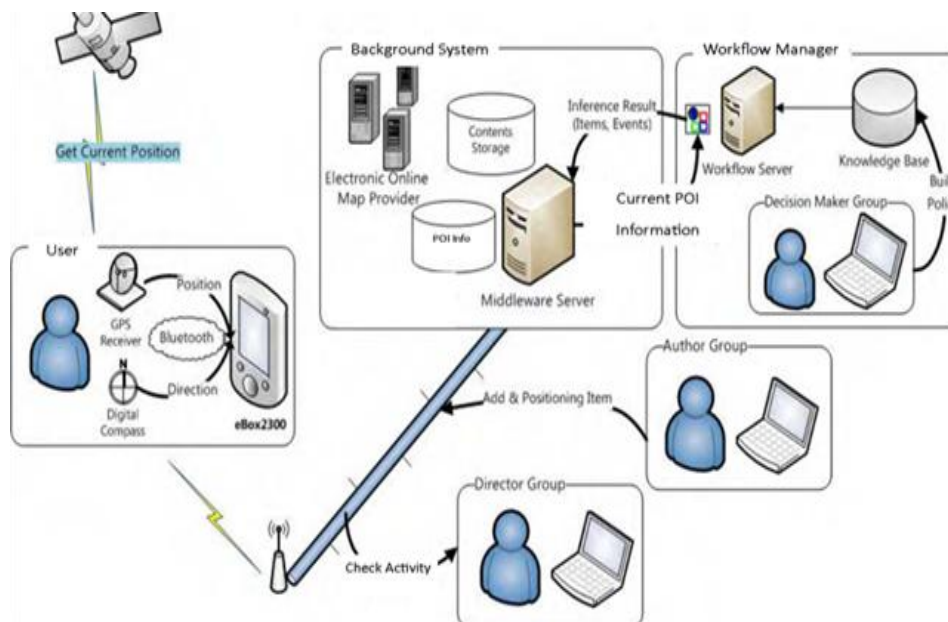 Background System
Workflow Manager
Get Current Position
Contents
Storage
Inference Result
(Items, Events)
Workflow Server
Knowledge Base
Electronic Online
Map Provider
Current POI
Information
POI Info
Decision Maker Group
Middleware Server
User
Position
GPS
Receiver
Bluetooth
N
Direction
Digital
Compass
eBox2300
Author Group
Add & Positioning Item
Director Group
Check Activity